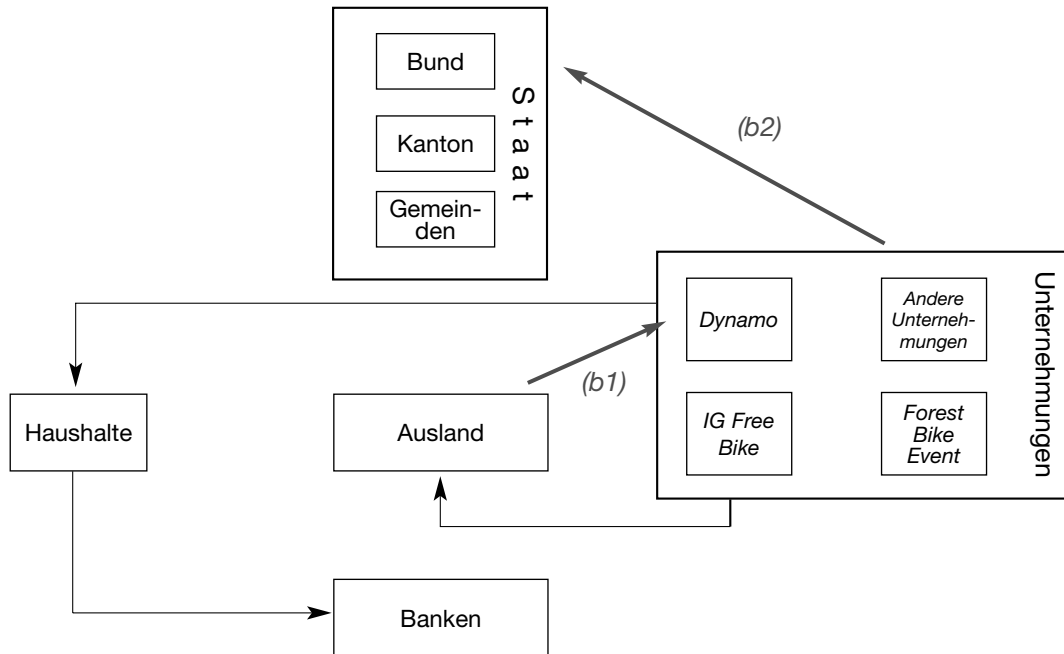 Bund
Kanton
Gemein-
den
Staat
(b2)
Unternehmungen
Dynamo
Andere
Unterneh-
mungen
(b1)
Haushalte
Ausland
IG Free
Bike
Forest
Bike
Event
Banken